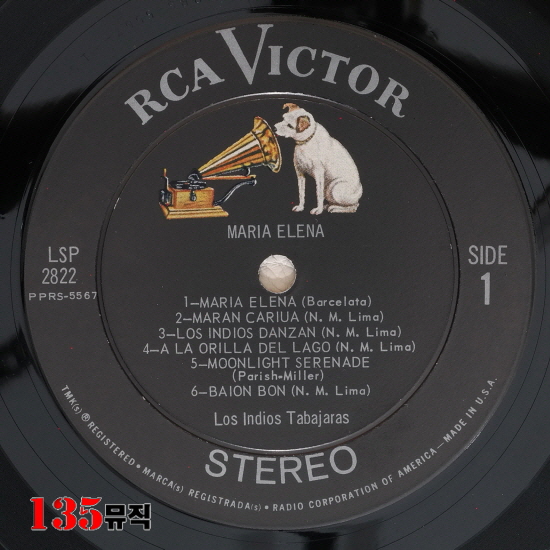 RCA VICTOR
MARIA ELENA
LSP
2822
PPRS-5567
SIDE
1
1—MARIA ELENA (Barcelata)
2—MARAN CARIUA (N. M. Lima)
3—LOS INDIOS DANZAN (N. M. Lima)
4—A LA ORILLA DEL LAGO (N. M. Lima)
5—MOONLIGHT SERENADE
(Parish-Miller)
6—BAION BON (N. M. Lima)
Los Indios Tabajaras
STEREO
TMK(s) ® REGISTERED • MARCA(s) REGISTRADA(s) • RADIO CORPORATION OF AMERICA—MADE IN U.S.A.
135뮤직